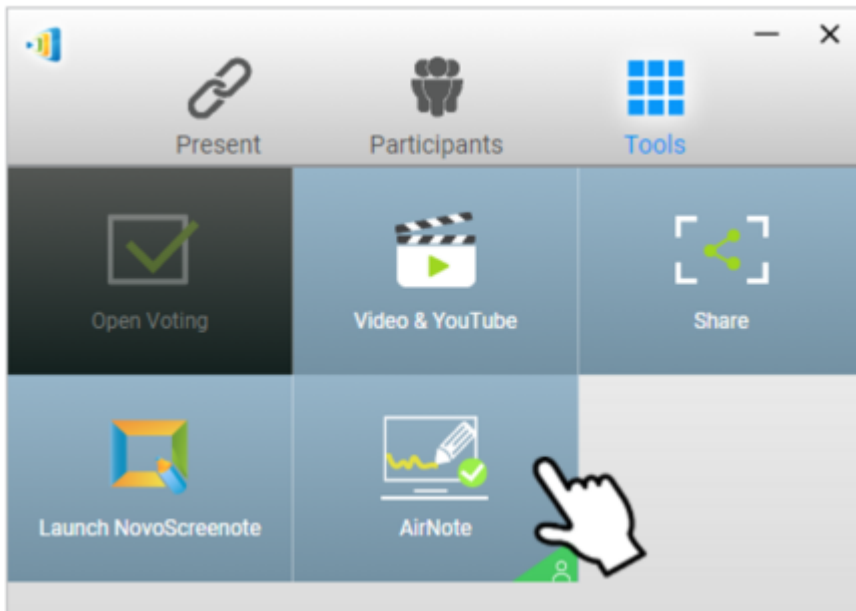 Present
Participants
Tools
Open Voting
Video & YouTube
Share
Launch NovoScreenote
AirNote